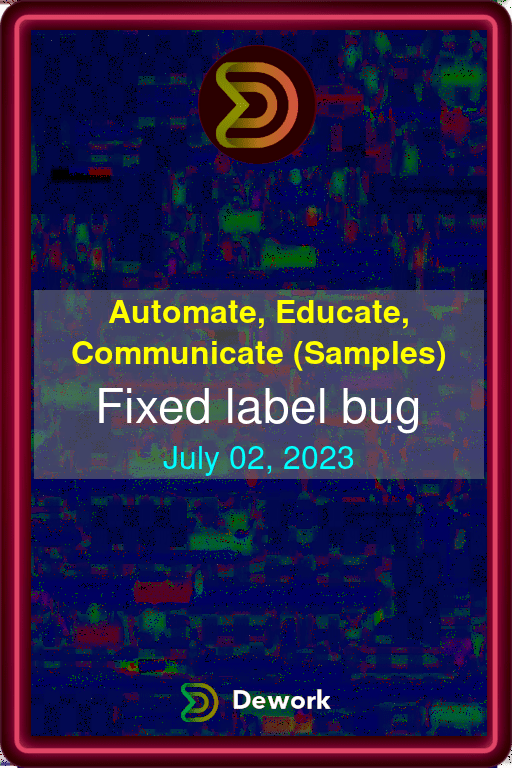 Automate, Educate,
Communicate (Samples)
Fixed label bug
July 02, 2023
Dework